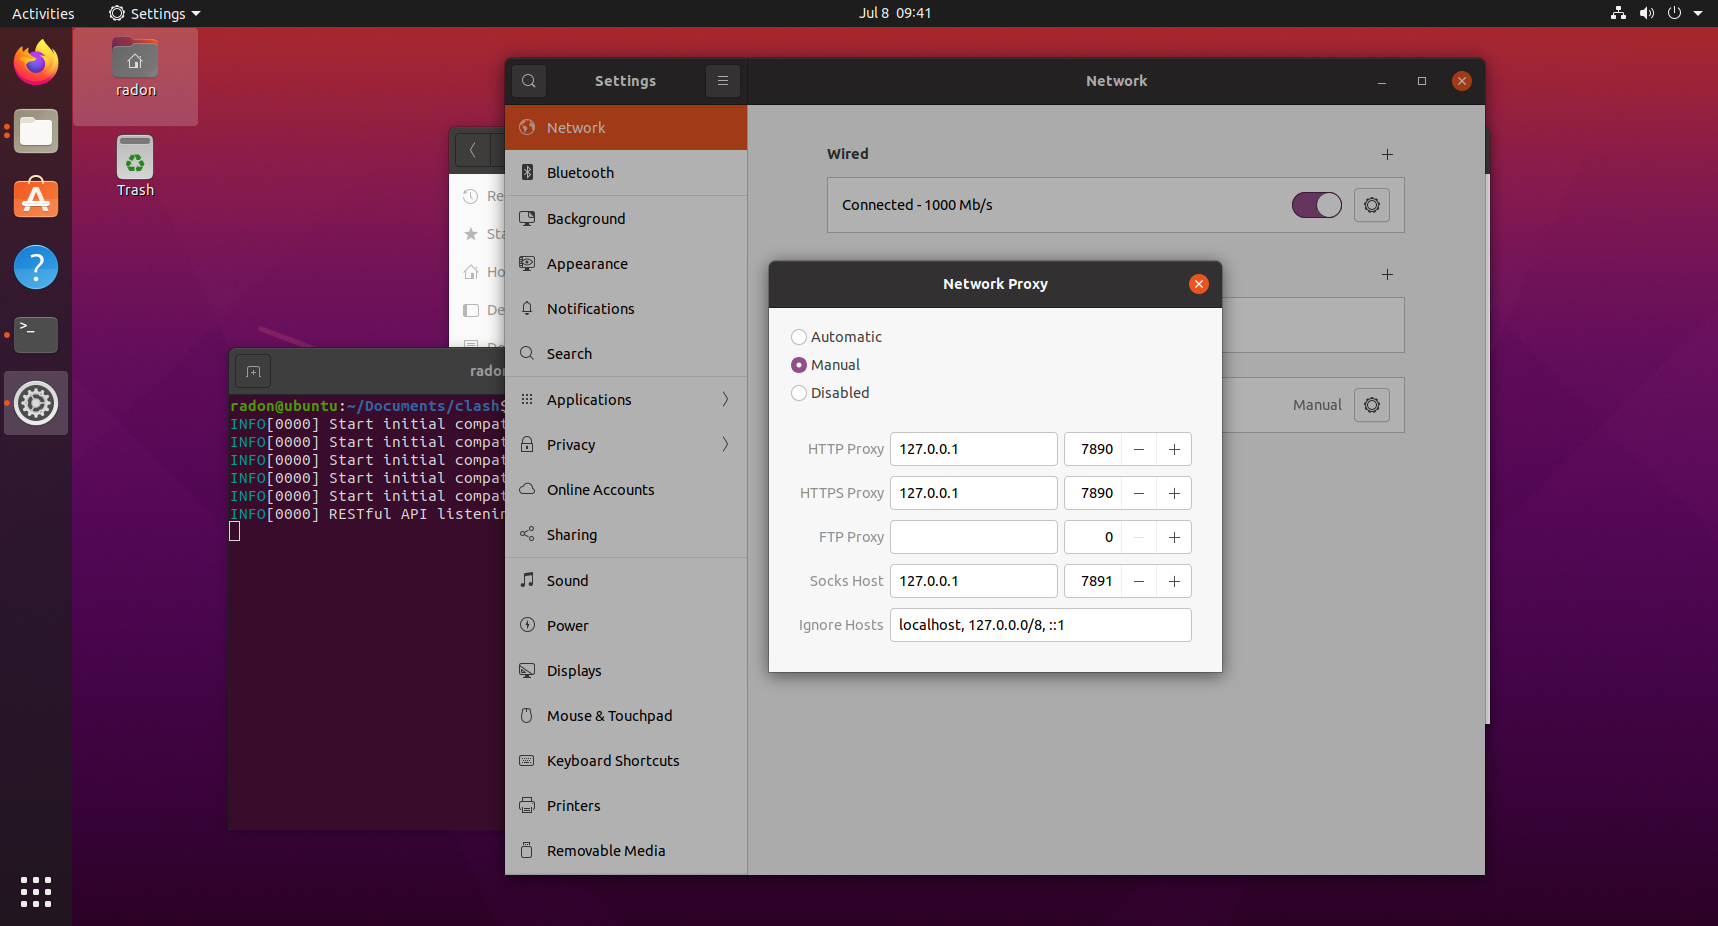 Activities
Settings
Jul 8 09:41
radon
Trash
Settings
Network
Network
Bluetooth
Background
Appearance
Notifications
Search
Applications
Privacy
Online Accounts
Sharing
Sound
Power
Displays
Mouse & Touchpad
Keyboard Shortcuts
Printers
Removable Media
Wired
Connected - 1000 Mb/s
Manual
Network Proxy
Automatic
Manual
Disabled
HTTP Proxy 127.0.0.1 7890
HTTPS Proxy 127.0.0.1 7890
FTP Proxy 0
Socks Host 127.0.0.1 7891
Ignore Hosts localhost, 127.0.0.0/8, ::1
Re
Sta
Ho
De
rado
radon@ubuntu:~/Documents/clash$
INFO[0000] Start initial compat
INFO[0000] Start initial compat
INFO[0000] Start initial compat
INFO[0000] Start initial compat
INFO[0000] Start initial compat
INFO[0000] RESTful API listenin